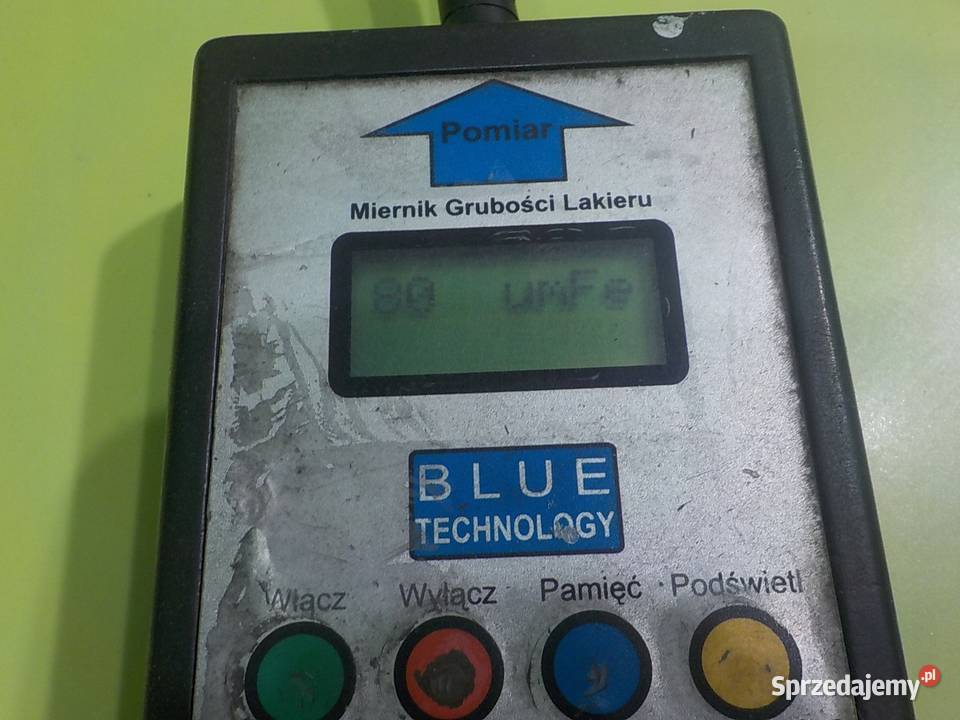 Pomiar
Miernik Grubości Lakieru
80 umFe
BLUE
TECHNOLOGY
Włącz Wyłącz Pamięć Podświetl
Sprzedajemy.pl